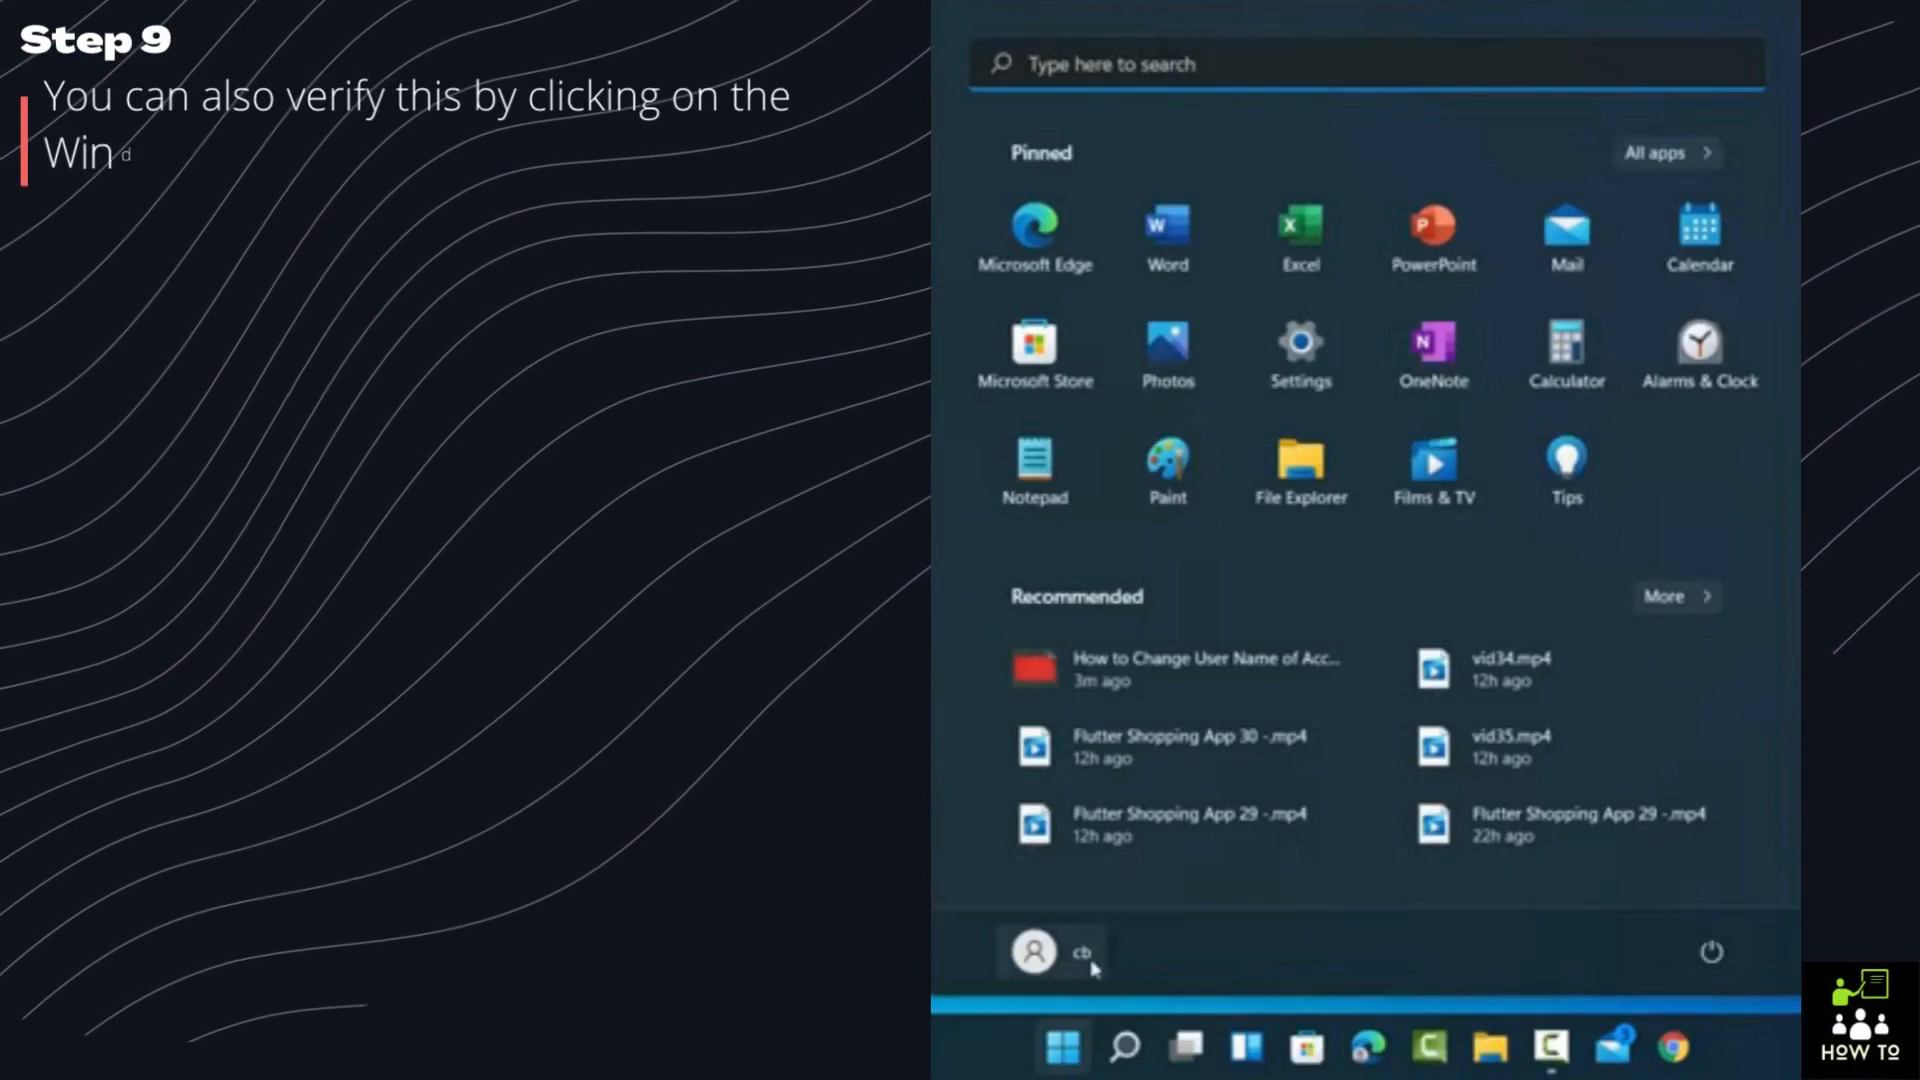 Step 9
You can also verify this by clicking on the
Wind
Type here to search
Pinned
All apps
Microsoft Edge
Word
Excel
PowerPoint
Mail
Calendar
Microsoft Store
Photos
Settings
OneNote
Calculator
Alarms & Clock
Notepad
Paint
File Explorer
Films & TV
Tips
Recommended
More
How to Change User Name of Acc...
3m ago
vid34.mp4
12h ago
Flutter Shopping App 30 -.mp4
12h ago
vid35.mp4
12h ago
Flutter Shopping App 29 -.mp4
12h ago
Flutter Shopping App 29 -.mp4
22h ago
cb
HOW TO